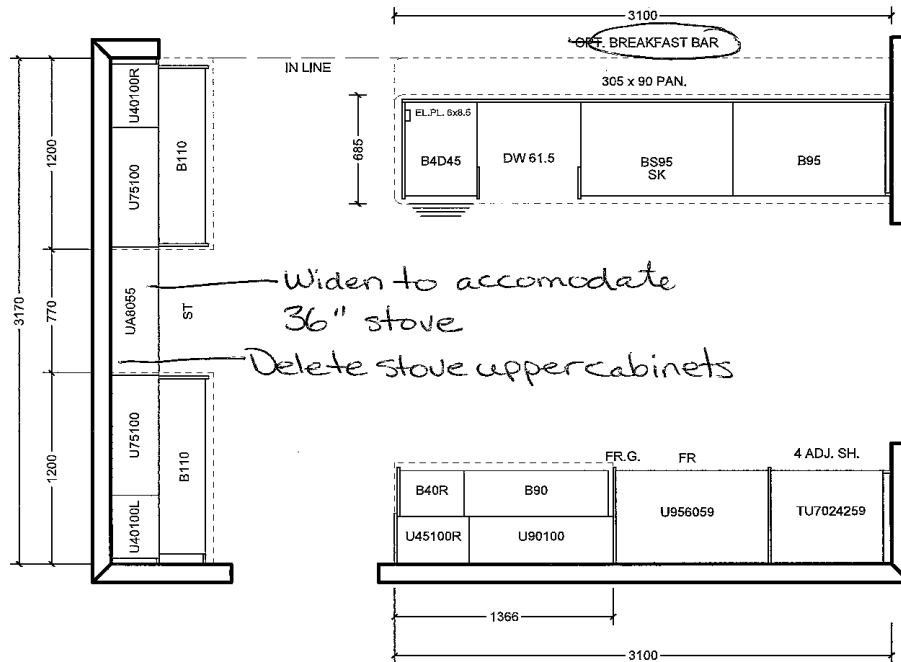 3100
OPT. BREAKFAST BAR
IN LINE
305 x 90 PAN.
U40100R
B110
1200
U75100
685
EL.PL. 6x8.5
B4D45
DW 61.5
BS95
SK
B95
3170
770
UA8055
ST
Widen to accomodate
36" stove
Delete stove upper cabinets
1200
U75100
B110
U40100L
FR.G.
FR
4 ADJ. SH.
B40R
B90
U956059
TU7024259
U45100R
U90100
1366
3100